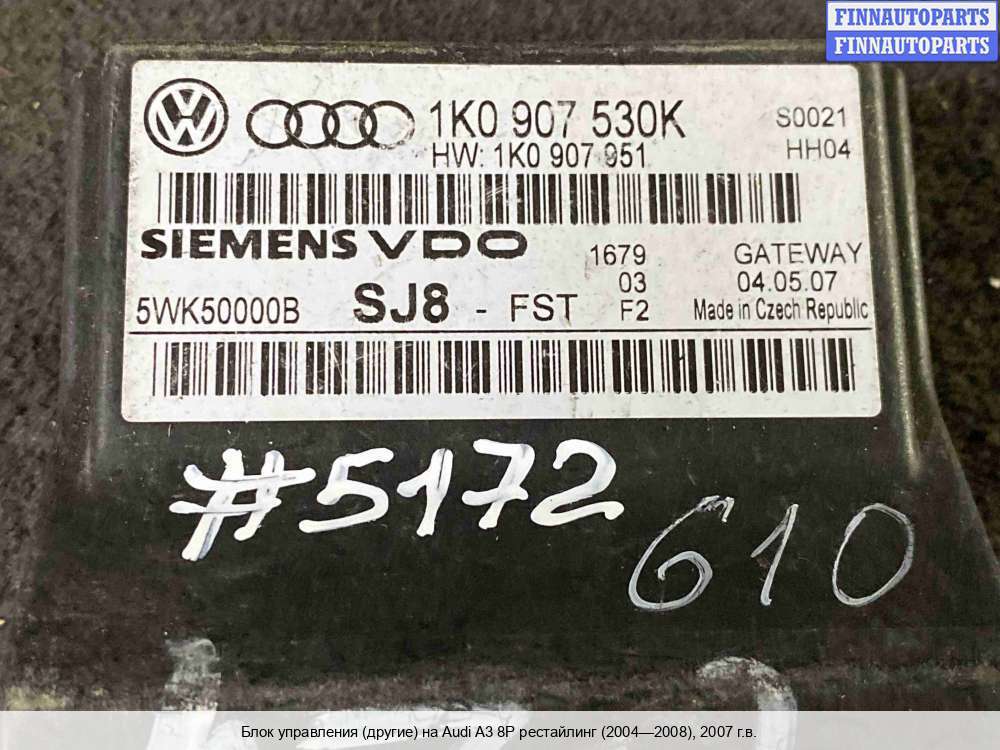 FINNAUTOPARTS
FINNAUTOPARTS
1K0 907 530K S0021
HW: 1K0 907 951 HH04
SIEMENS VDO 1679 GATEWAY
03 04.05.07
5WK50000B SJ8 - FST F2 Made in Czech Republic
#5172
610
Блок управления (другие) на Audi A3 8P рестайлинг (2004—2008), 2007 г.в.